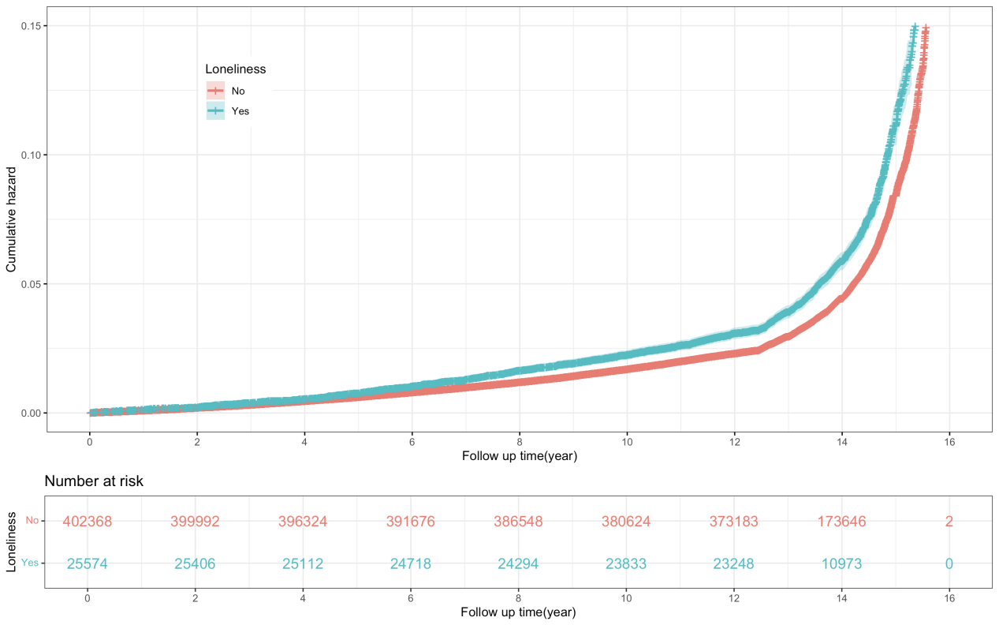 0.15
0.10
0.05
0.00
Cumulative hazard
Loneliness
No
Yes
0 2 4 6 8 10 12 14 16
Follow up time(year)
Number at risk
Loneliness
No 402368 399992 396324 391676 386548 380624 373183 173646 2
Yes 25574 25406 25112 24718 24294 23833 23248 10973 0
0 2 4 6 8 10 12 14 16
Follow up time(year)